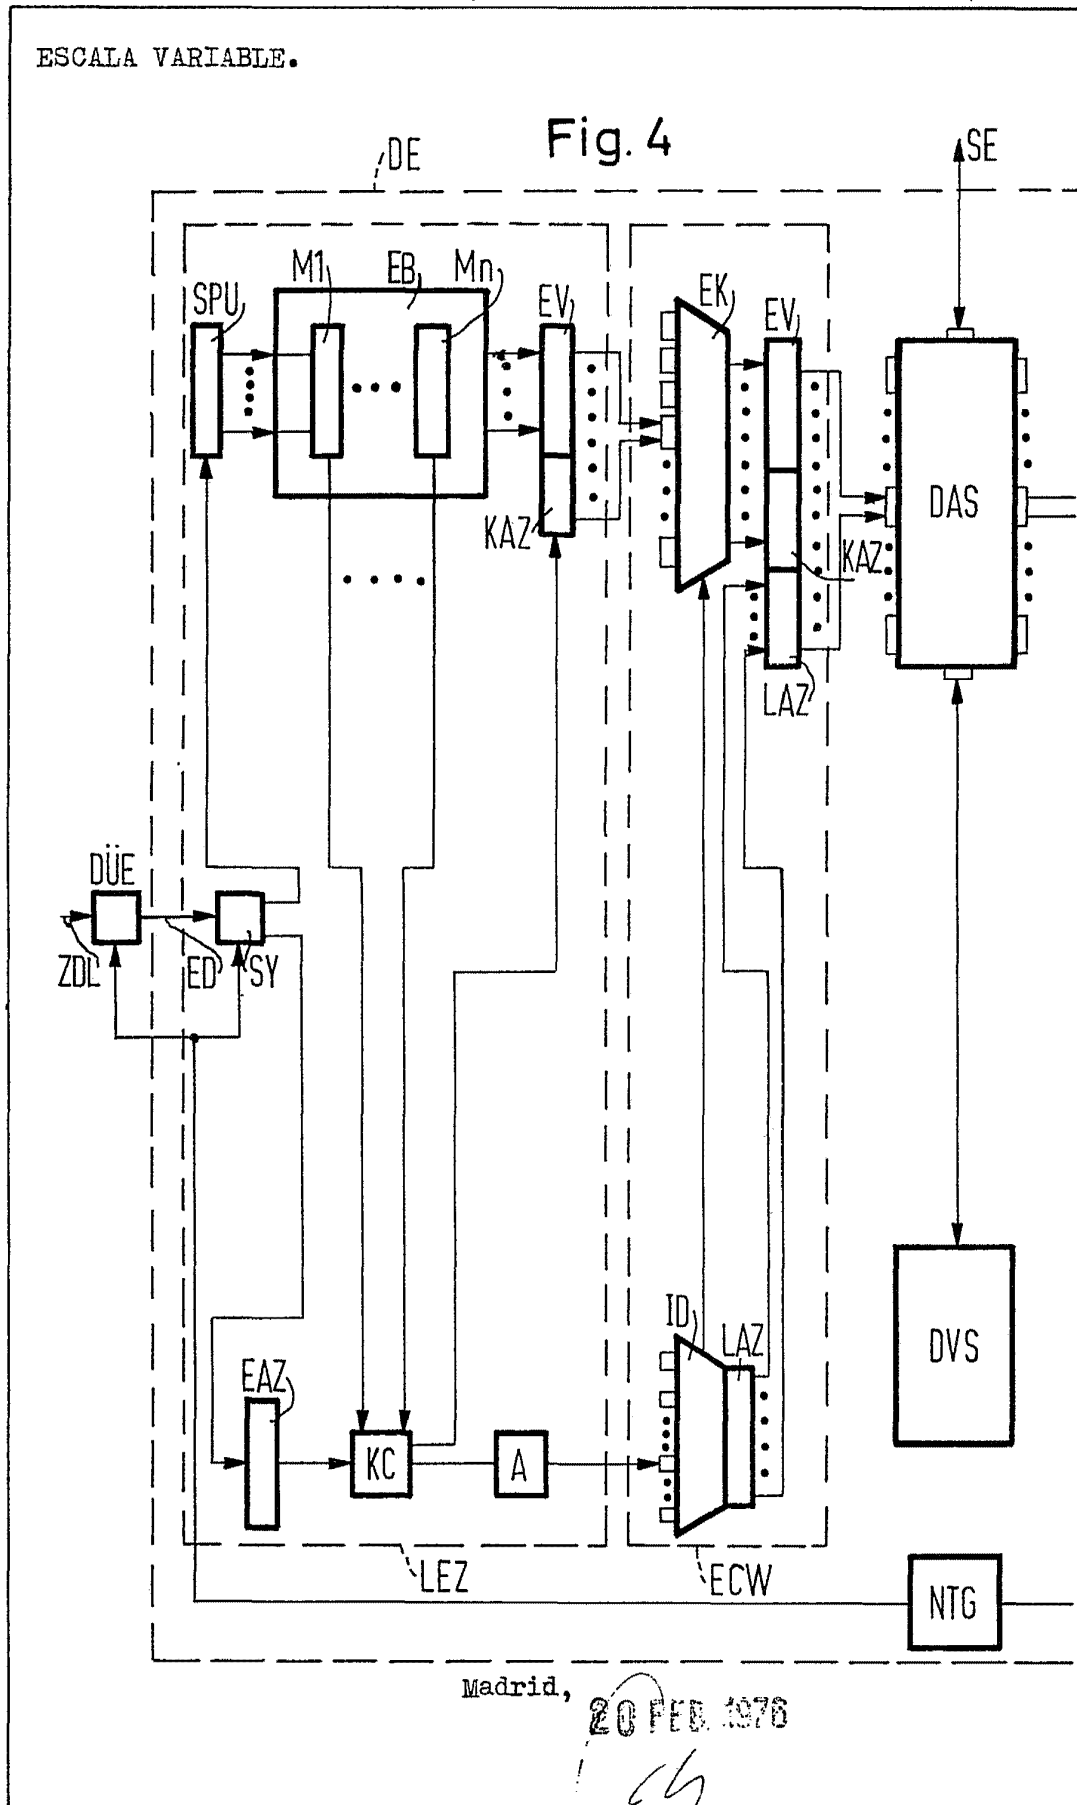 ESCALA VARIABLE.
Fig. 4
DE
SE
M1
EB
Mn
SPU
EV
EK
EV
KAZ
DAS
KAZ
LAZ
DÜE
ZDL
ED
SY
ID
LAZ
DVS
EAZ
KC
A
LEZ
ECW
NTG
Madrid,
20 FEB. 1976